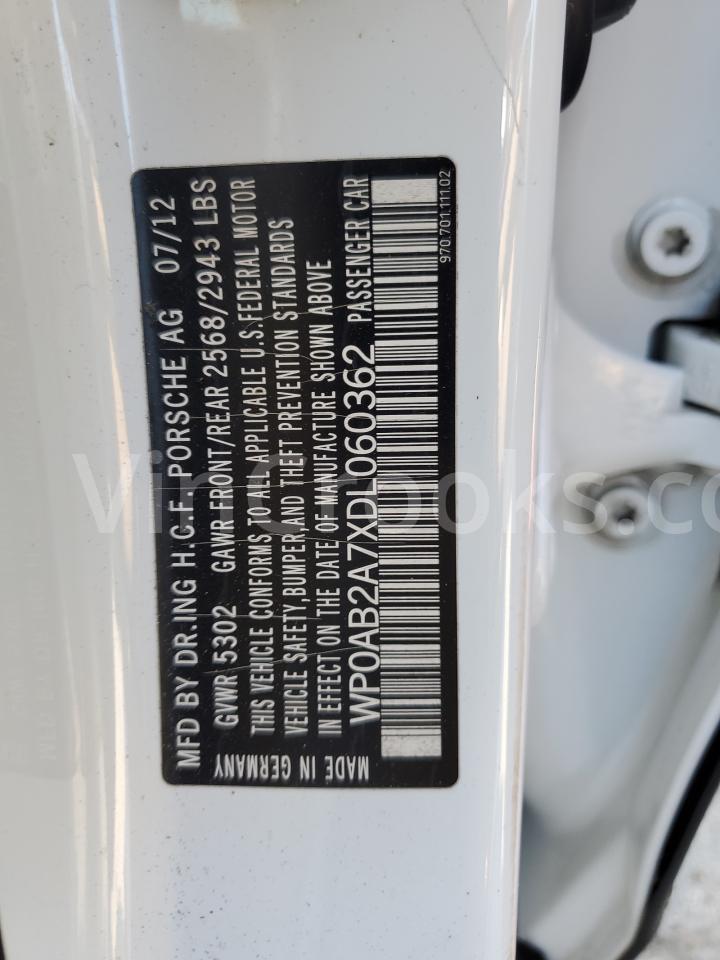 MFD BY DR.ING H.C.F. PORSCHE AG 07/12
GVWR 5302 GAWR FRONT/REAR 2568/2943 LBS
THIS VEHICLE CONFORMS TO ALL APPLICABLE U.S.FEDERAL MOTOR
VEHICLE SAFETY,BUMPER,AND THEFT PREVENTION STANDARDS
IN EFFECT ON THE DATE OF MANUFACTURE SHOWN ABOVE
WP0AB2A7XDL060362 PASSENGER CAR
MADE IN GERMANY
970.701.111.02
VinCrooks.co